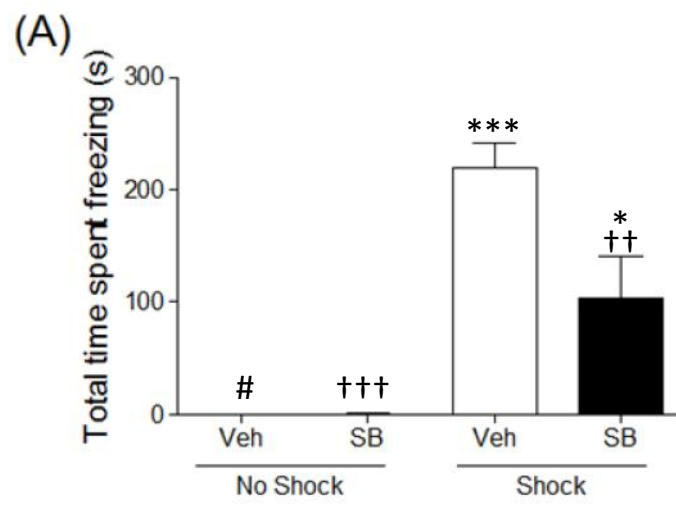 (A)
Total time spent freezing (s)
300
200
100
0
***
*
††
#
†††
Veh
SB
Veh
SB
No Shock
Shock